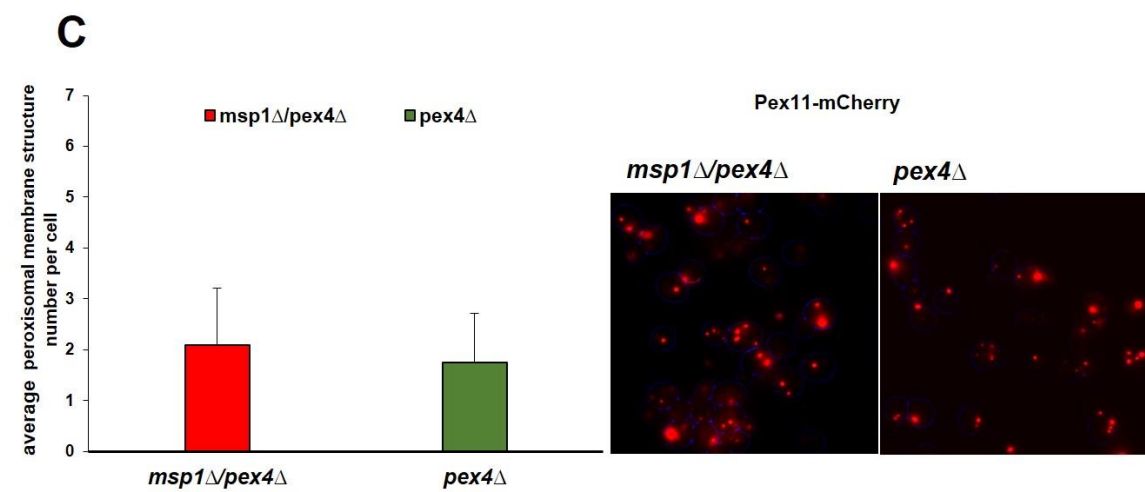 C
average peroxisomal membrane structure
number per cell
7
6
5
4
3
2
1
0
msp1Δ/pex4Δ
pex4Δ
msp1Δ/pex4Δ
pex4Δ
Pex11-mCherry
msp1Δ/pex4Δ
pex4Δ